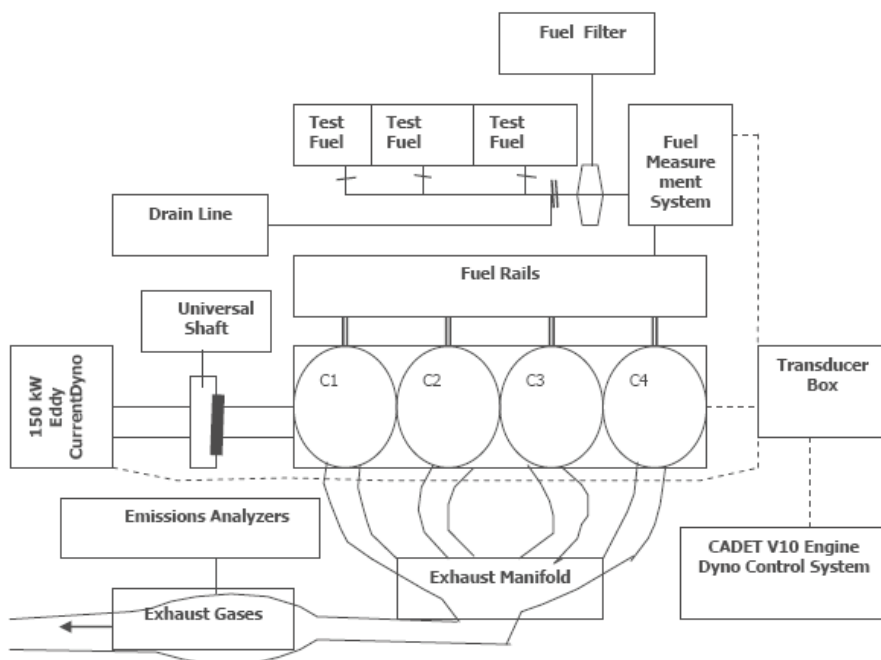 Fuel Filter
Test
Fuel
Test
Fuel
Test
Fuel
Fuel
Measure
ment
System
Drain Line
Fuel Rails
Universal
Shaft
150 kW
Eddy
CurrentDyno
C1
C2
C3
C4
Transducer
Box
Emissions Analyzers
Exhaust Manifold
CADET V10 Engine
Dyno Control System
Exhaust Gases